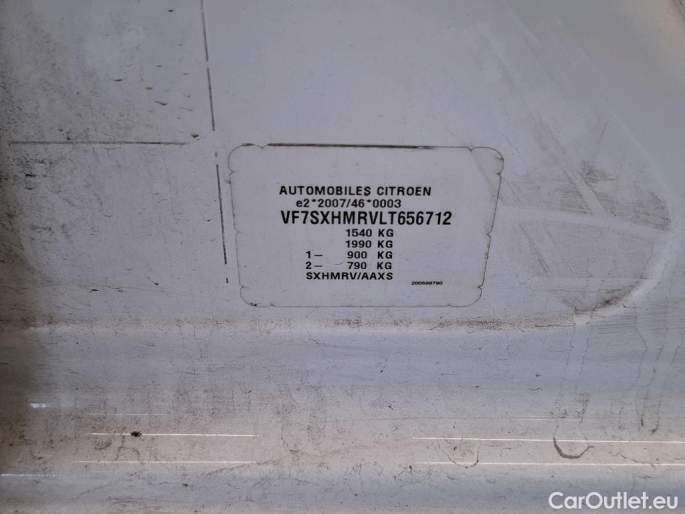 AUTOMOBILES CITROEN
e2*2007/46*0003
VF7SXHMRVLT656712
1540 KG
1990 KG
1– 900 KG
2– 790 KG
SXHMRV/AAXS
CarOutlet.eu